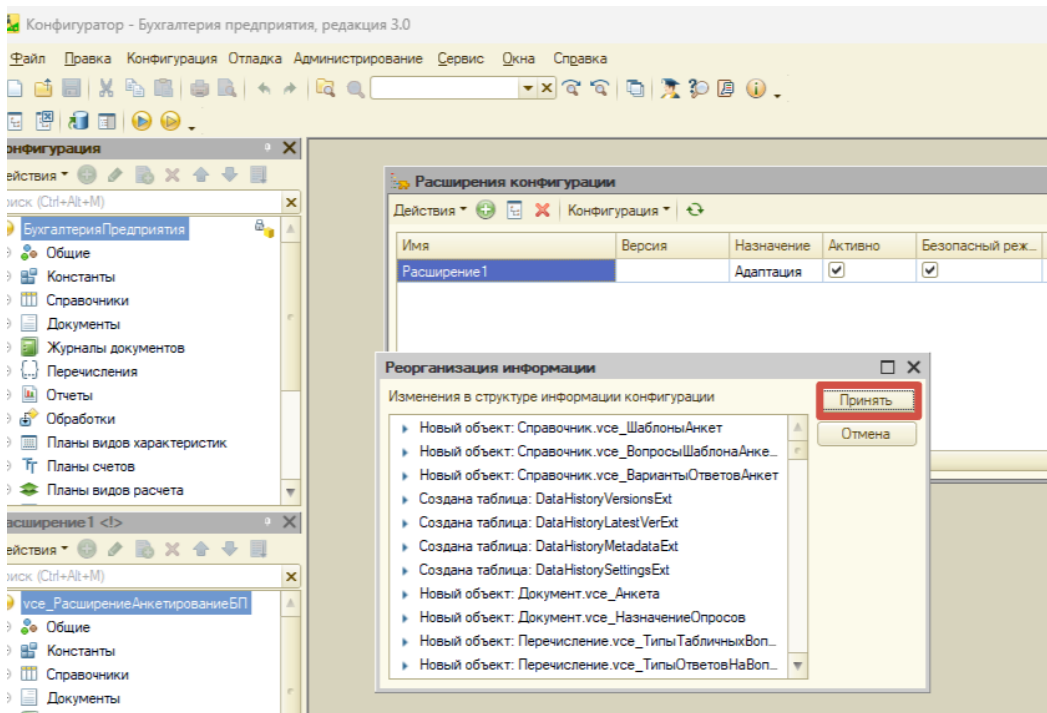 Конфигуратор - Бухгалтерия предприятия, редакция 3.0
Файл Правка Конфигурация Отладка Администрирование Сервис Окна Справка
онфигурация
ействия
оиск (Ctrl+Alt+M)
БухгалтерияПредприятия
Общие
Константы
Справочники
Документы
Журналы документов
Перечисления
Отчеты
Обработки
Планы видов характеристик
Планы счетов
Планы видов расчета
асширение1 <!>
ействия
оиск (Ctrl+Alt+M)
vce_РасширениеАнкетированиеБП
Общие
Константы
Справочники
Документы
Расширения конфигурации
Действия Конфигурация
Имя Версия Назначение Активно Безопасный реж...
Расширение1 Адаптация
Реорганизация информации
Изменения в структуре информации конфигурации
Принять
Отмена
Новый объект: Справочник.vce_ШаблоныАнкет
Новый объект: Справочник.vce_ВопросыШаблонаАнке...
Новый объект: Справочник.vce_ВариантыОтветовАнкет
Создана таблица: DataHistoryVersionsExt
Создана таблица: DataHistoryLatestVerExt
Создана таблица: DataHistoryMetadataExt
Создана таблица: DataHistorySettingsExt
Новый объект: Документ.vce_Анкета
Новый объект: Документ.vce_НазначениеОпросов
Новый объект: Перечисление.vce_ТипыТабличныхВоп...
Новый объект: Перечисление.vce_ТипыОтветовНаВоп...